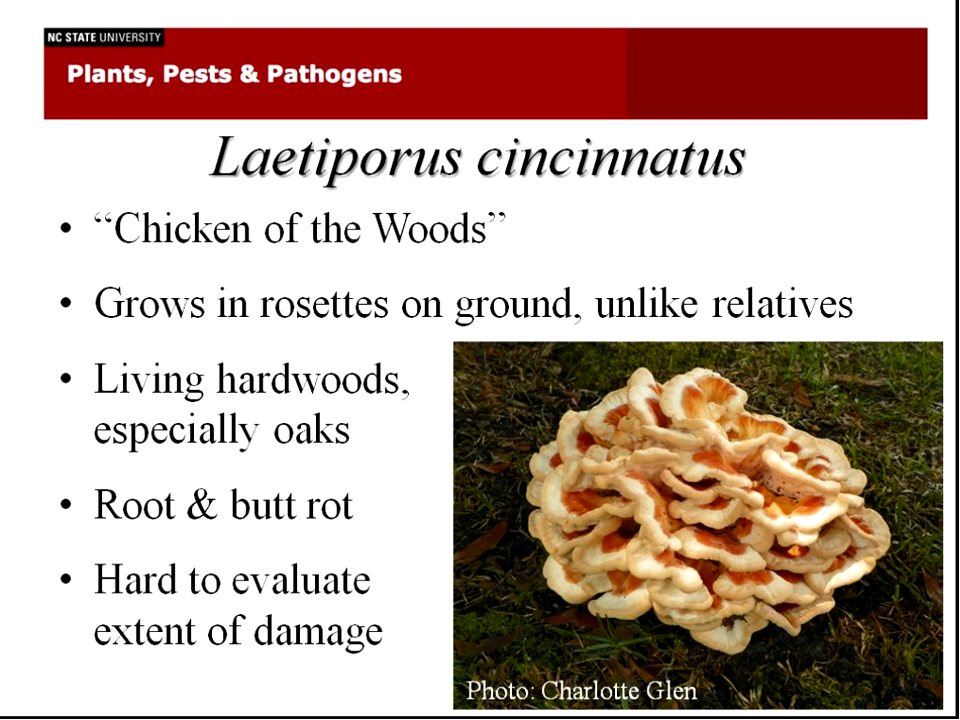 NC STATE UNIVERSITY
Plants, Pests & Pathogens
Laetiporus cincinnatus
• “Chicken of the Woods”
• Grows in rosettes on ground, unlike relatives
• Living hardwoods,
especially oaks
• Root & butt rot
• Hard to evaluate
extent of damage
Photo: Charlotte Glen